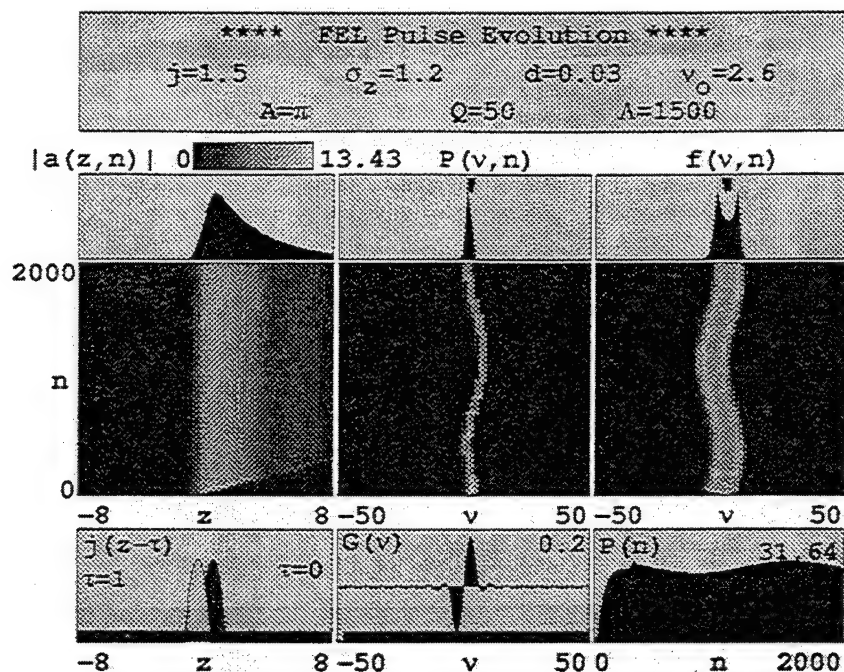 **** FEL Pulse Evolution ****
j=1.5 σz=1.2 d=0.03 νo=2.6
A=π Q=50 Λ=1500
|a(z,n)| 0 13.43 P(ν,n) f(ν,n)
2000
n
0
-8 z 8 -50 ν 50 -50 ν 50
j(z-τ) G(ν) 0.2 P(n) 31.64
τ=1 τ=0
-8 z 8 -50 ν 50 0 n 2000